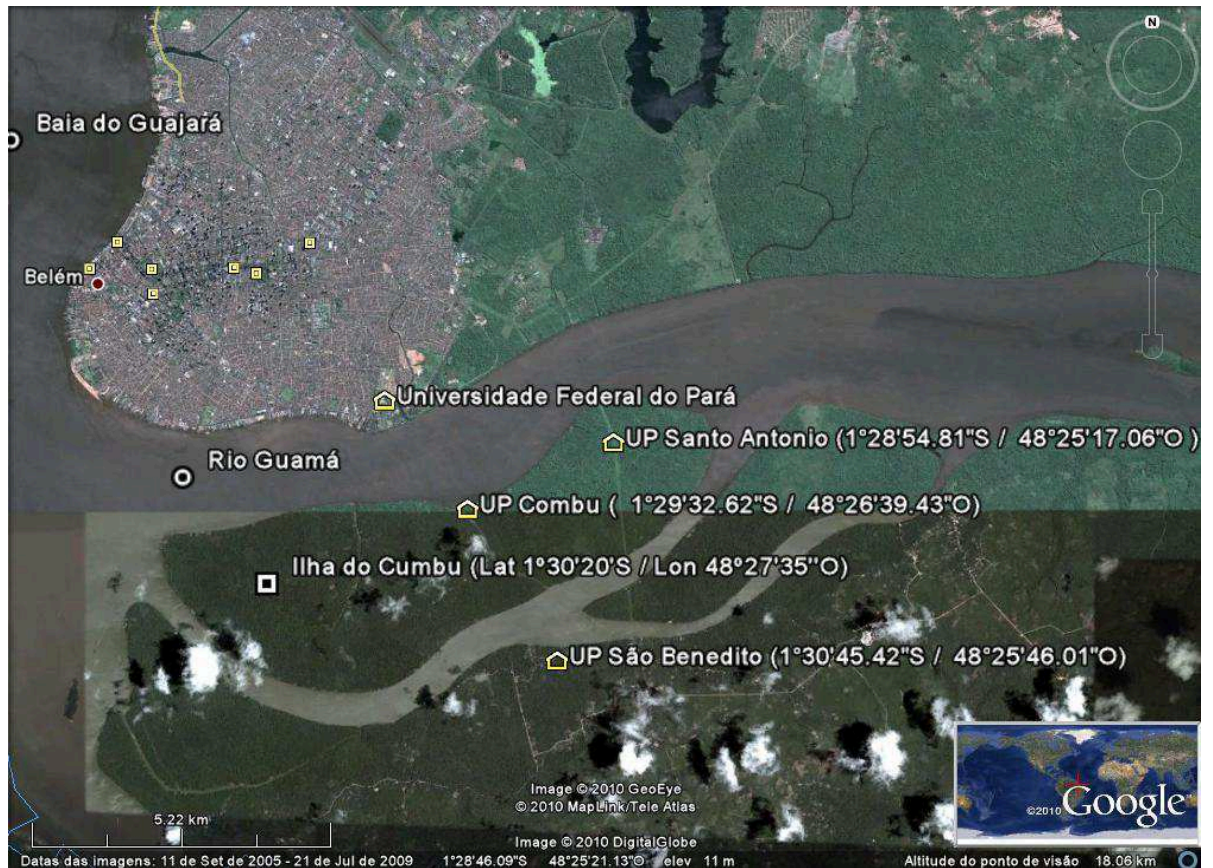 N
Baia do Guajará
Belém
Universidade Federal do Pará
UP Santo Antonio (1°28'54.81"S / 48°25'17.06"O )
Rio Guamá
UP Combu ( 1°29'32.62"S / 48°26'39.43"O)
Ilha do Cumbu (Lat 1º30'20'S / Lon 48º27'35''O)
UP São Benedito (1°30'45.42"S / 48°25'46.01"O)
Image © 2010 GeoEye
© 2010 MapLink/Tele Atlas
©2010 Google
5.22 km
Image © 2010 DigitalGlobe
Datas das imagens: 11 de Set de 2005 - 21 de Jul de 2009 1°28'46.09"S 48°25'21.13"O elev 11 m Altitude do ponto de visão 18.06 km